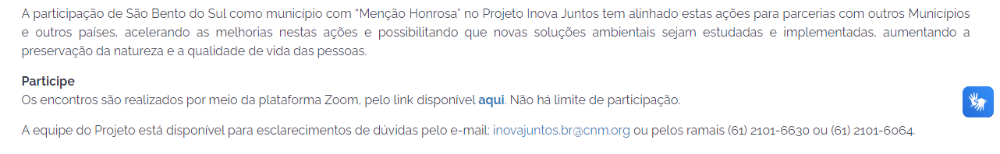 A participação de São Bento do Sul como município com “Menção Honrosa” no Projeto Inova Juntos tem alinhado estas ações para parcerias com outros Municípios
e outros países, acelerando as melhorias nestas ações e possibilitando que novas soluções ambientais sejam estudadas e implementadas, aumentando a
preservação da natureza e a qualidade de vida das pessoas.
Participe
Os encontros são realizados por meio da plataforma Zoom, pelo link disponível aqui. Não há limite de participação.
A equipe do Projeto está disponível para esclarecimentos de dúvidas pelo e-mail: inovajuntos.br@cnm.org ou pelos ramais (61) 2101-6630 ou (61) 2101-6064.